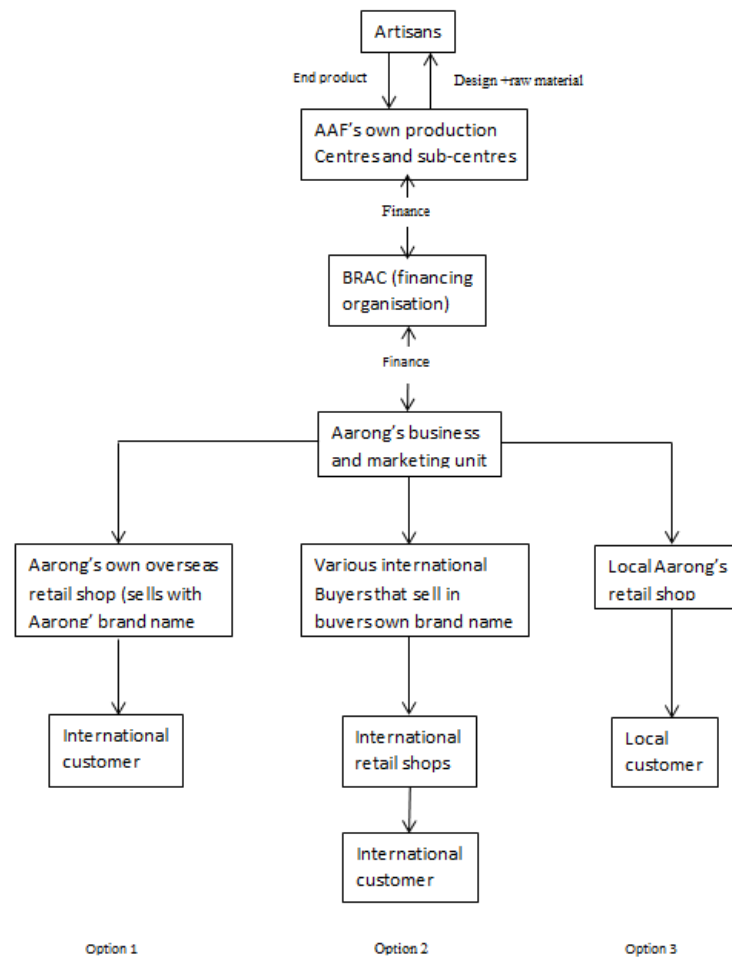 Artisans
End product
Design +raw material
AAF's own production
Centres and sub-centres
Finance
BRAC (financing
organisation)
Finance
Aarong's business
and marketing unit
Aarong's own overseas
retail shop (sells with
Aarong' brand name
Various international
Buyers that sell in
buyers own brand name
Local Aarong's
retail shop
International
customer
International
retail shops
Local
customer
International
customer
Option 1
Option 2
Option 3